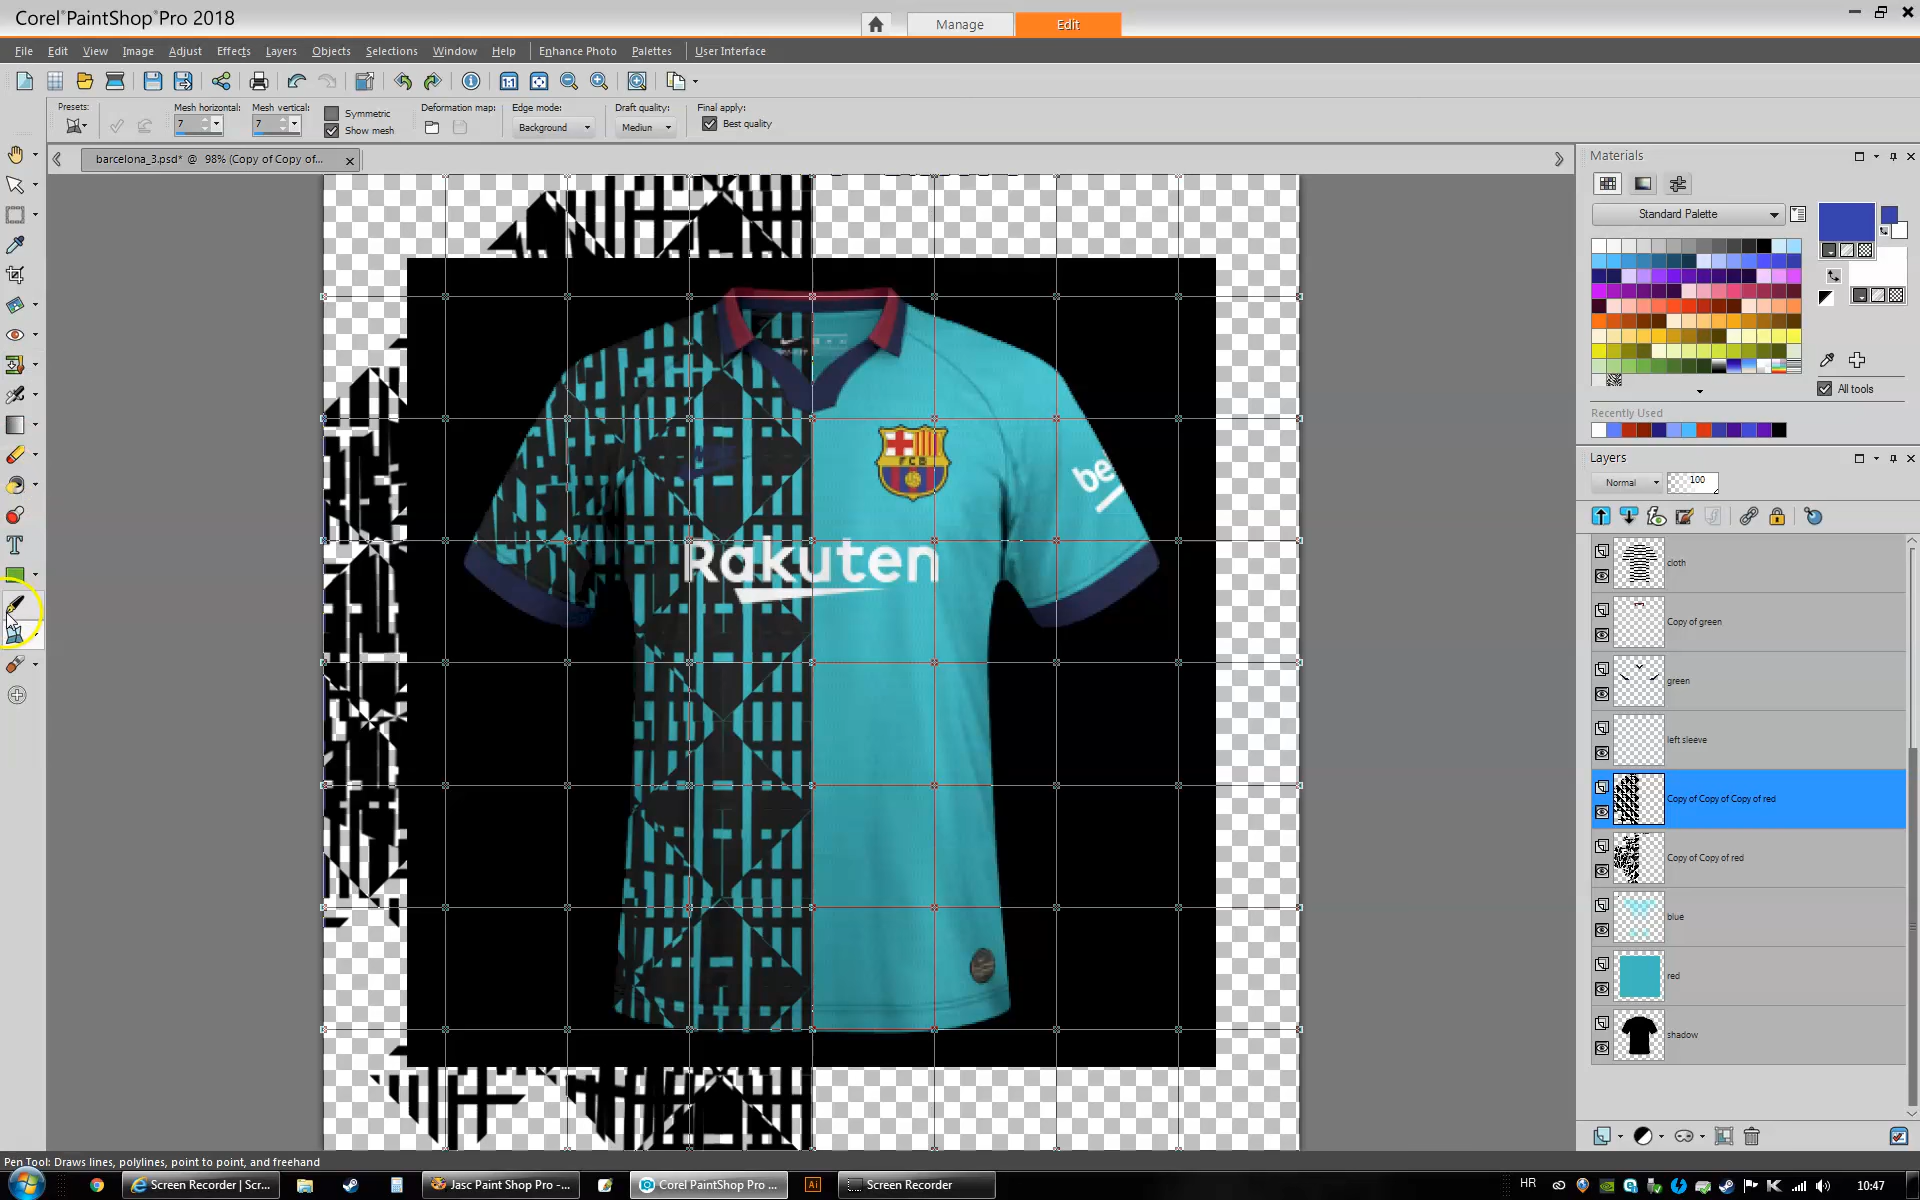 Corel PaintShop Pro 2018
Manage
Edit
File Edit View Image Adjust Effects Layers Objects Selections Window Help Enhance Photo Palettes User Interface
Presets:
Mesh horizontal:
7
Mesh vertical:
7
Symmetric
Show mesh
Deformation map:
Edge mode:
Background
Draft quality:
Medium
Final apply:
Best quality
barcelona_3.psd* @ 98% (Copy of Copy of...
Materials
Standard Palette
All tools
Recently Used
Layers
Normal
100
cloth
Copy of green
green
left sleeve
Copy of Copy of Copy of red
Copy of Copy of red
blue
red
shadow
FCB
be
Rakuten
Pen Tool: Draws lines, polylines, point to point, and freehand
Screen Recorder | Scr...
Jasc Paint Shop Pro -...
Corel PaintShop Pro ...
Ai
Screen Recorder
HR
10:47